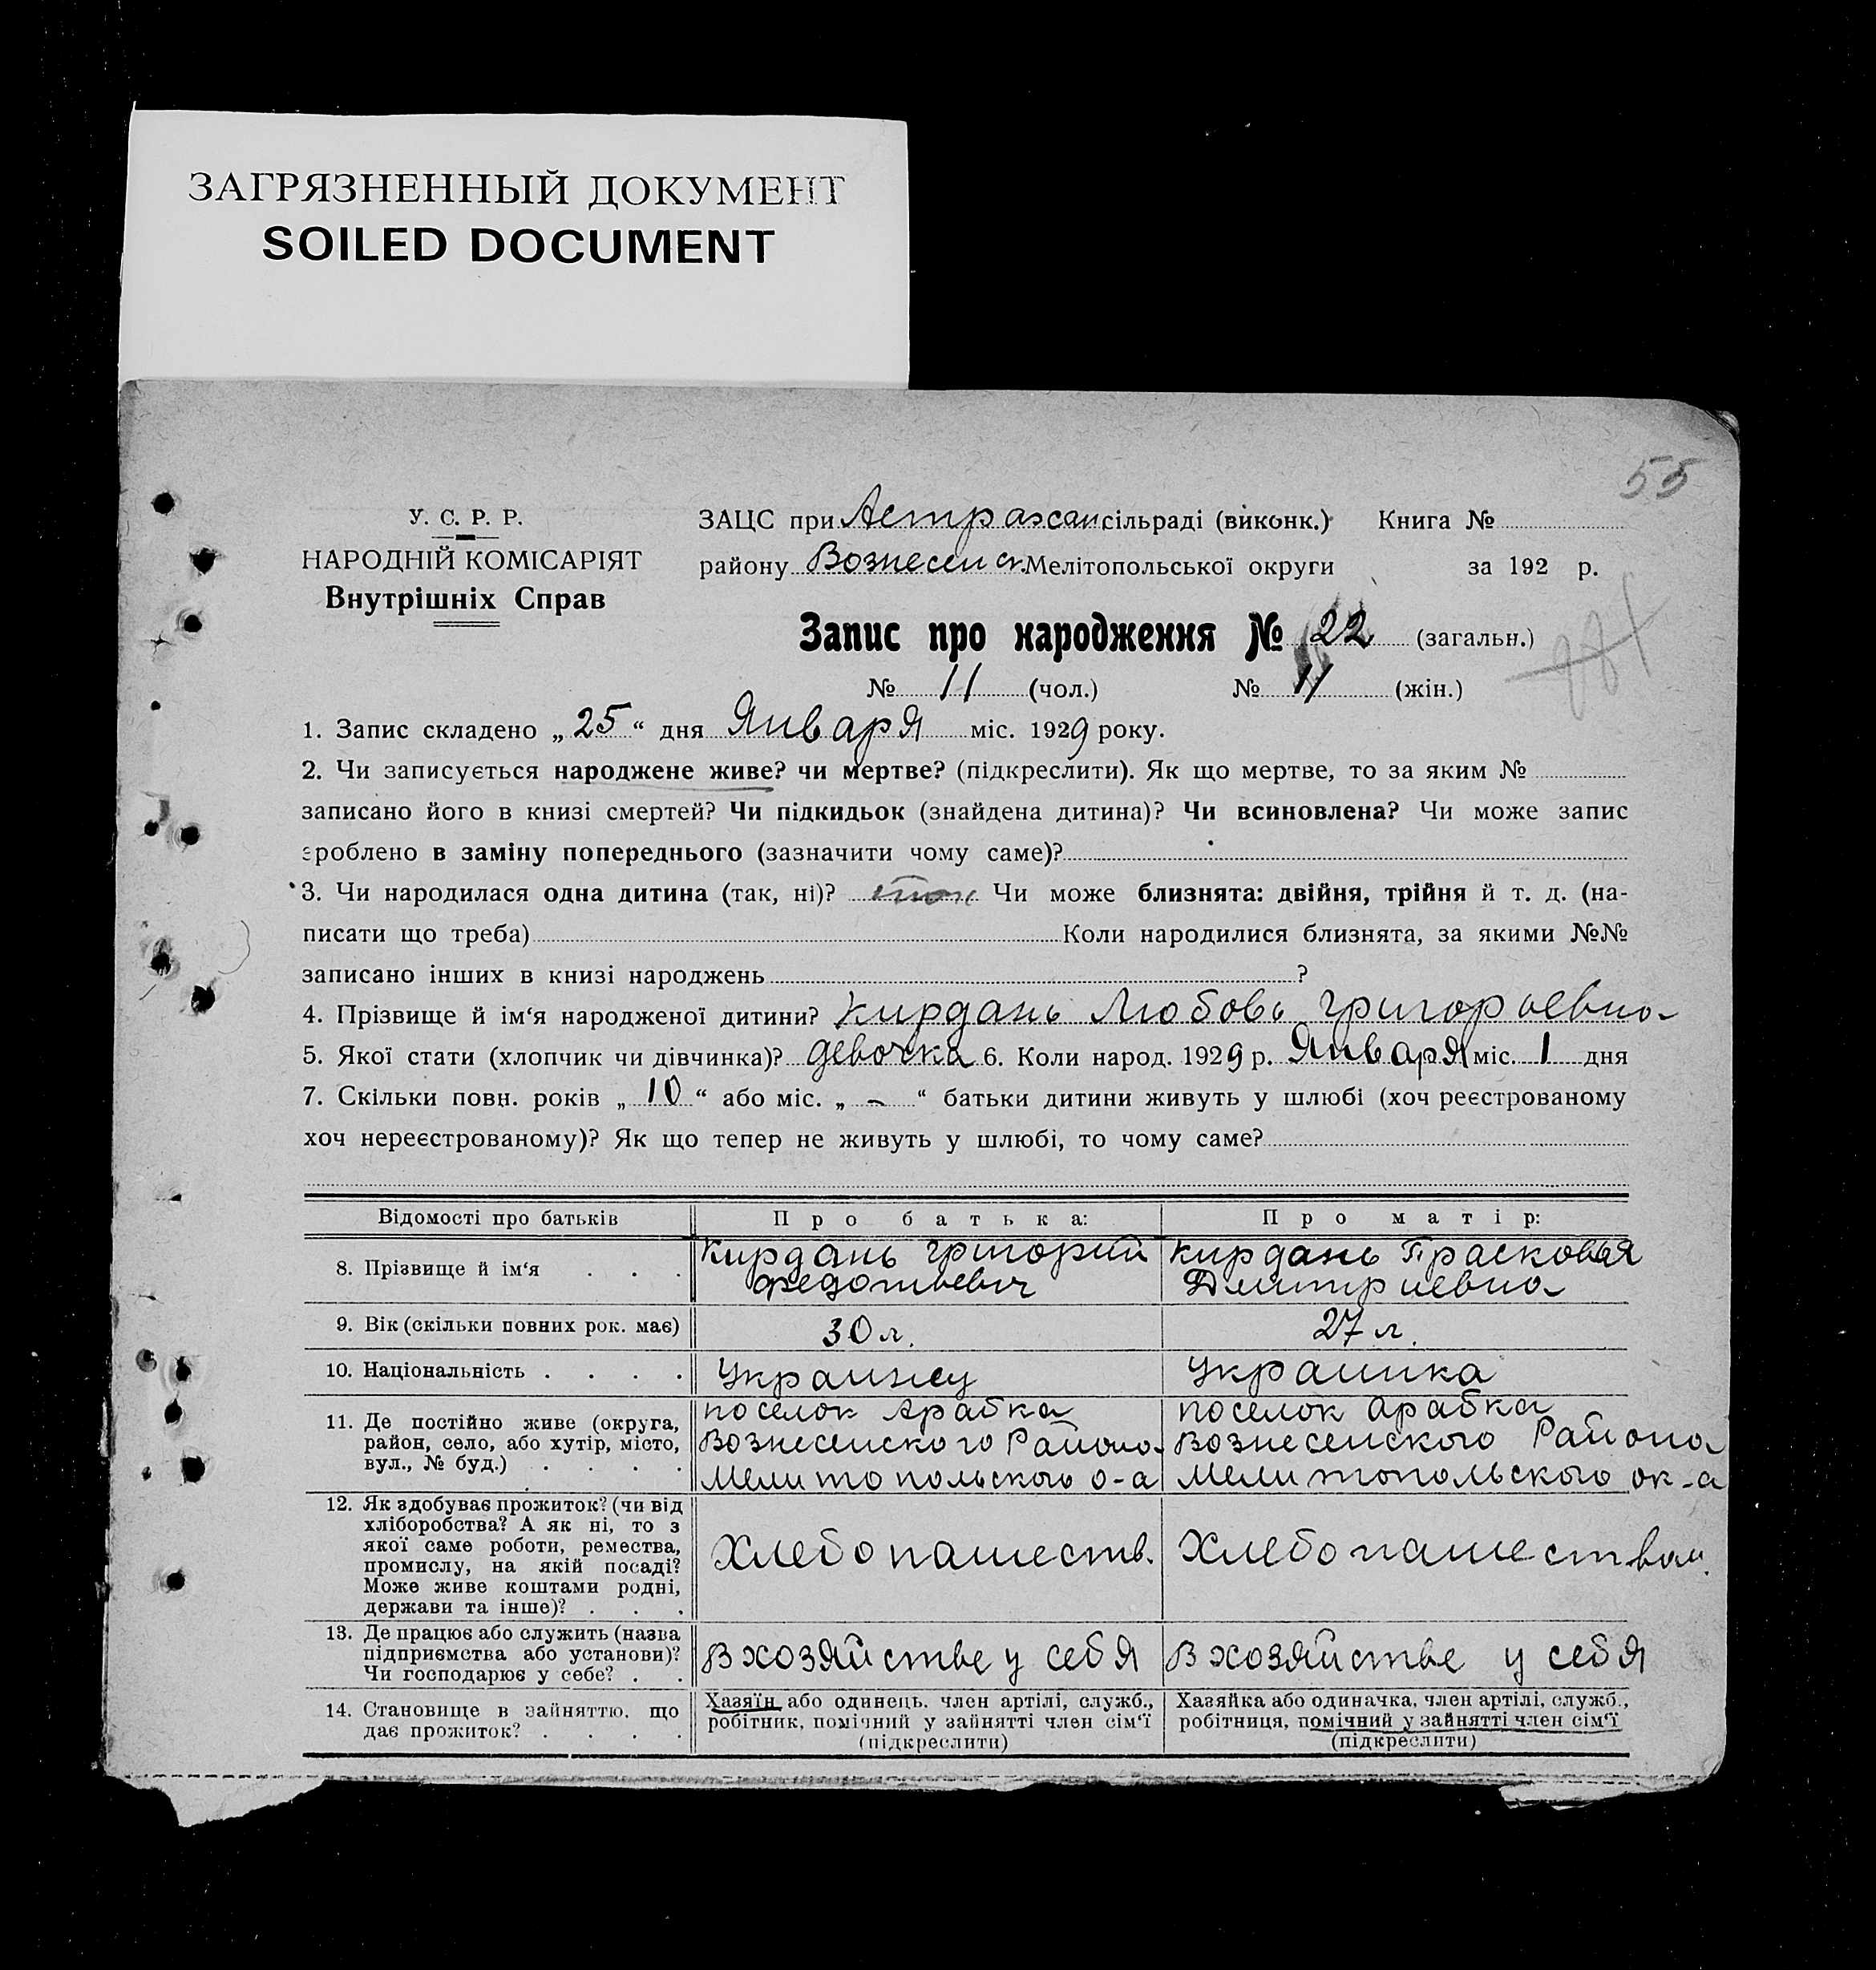 ЗАГРЯЗНЕННЫЙ ДОКУМЕНТ
SOILED DOCUMENT
55
У. С. Р. Р.
НАРОДНІЙ КОМІСАРІЯТ
Внутрішніх Справ
ЗАЦС при Астрахан сільраді (виконк.) Книга №
району Вознесенск. Мелітопольської округи за 192 р.
Запис про народження № 22 (загальн.)
№ 11 (чол.) № 11 (жін.)
1. Запис складено „ 25 “ дня Января міс. 1929 року.
2. Чи записується народжене живе? чи мертве? (підкреслити). Як що мертве, то за яким №
записано його в книзі смертей? Чи підкидьок (знайдена дитина)? Чи всиновлена? Чи може запис
зроблено в заміну попереднього (зазначити чому саме)?
3. Чи народилася одна дитина (так, ні)? Чи може близнята: двійня, трійня й т. д. (на-
писати що треба) Коли народилися близнята, за якими №№
записано інших в книзі народжень ?
4. Прізвище й ім‘я народженої дитини? Кирдань Любовь Григорьевна
5. Якої стати (хлопчик чи дівчинка)? девочка 6. Коли народ. 1929 р. Января міс. 1 дня
7. Скільки повн. років „ 10 “ або міс. „ – “ батьки дитини живуть у шлюбі (хоч реєстрованому
хоч нереєстрованому)? Як що тепер не живуть у шлюбі, то чому саме?
Відомості про батьків
Про батька:
Про матір:
8. Прізвище й ім‘я . . .
Кирдань Григорий
Федотьевич
Кирдань Прасковья
Дмитриевна
9. Вік (скільки повних рок. має)
30 л.
27 л.
10. Національність . . . .
Украинец
Украинка
11. Де постійно живе (округа,
район, село, або хутір, місто,
вул., № буд.) . . . .
поселок Арабка
Вознесенского Района
Мелитопольского о-а
поселок Арабка
Вознесенского Района
Мелитопольского ок-а
12. Як здобуває прожиток? (чи від
хліборобства? А як ні, то з
якої саме роботи, ремества,
промислу, на якій посаді?
Може живе коштами родні,
держави та інше)? . . .
Хлебопашеств.
Хлебопашеством.
13. Де працює або служить (назва
підприємства або установи)?
Чи господарює у себе? . .
В хозяйстве у себя
В хозяйстве у себя
14. Становище в зайняттю, що
дає прожиток? . . . .
Хазяїн або одинець, член артілі, служб.,
робітник, помічний у зайнятті член сім‘ї
(підкреслити)
Хазяйка або одиначка, член артілі, служб.,
робітниця, помічний у зайнятті член сім‘ї
(підкреслити)